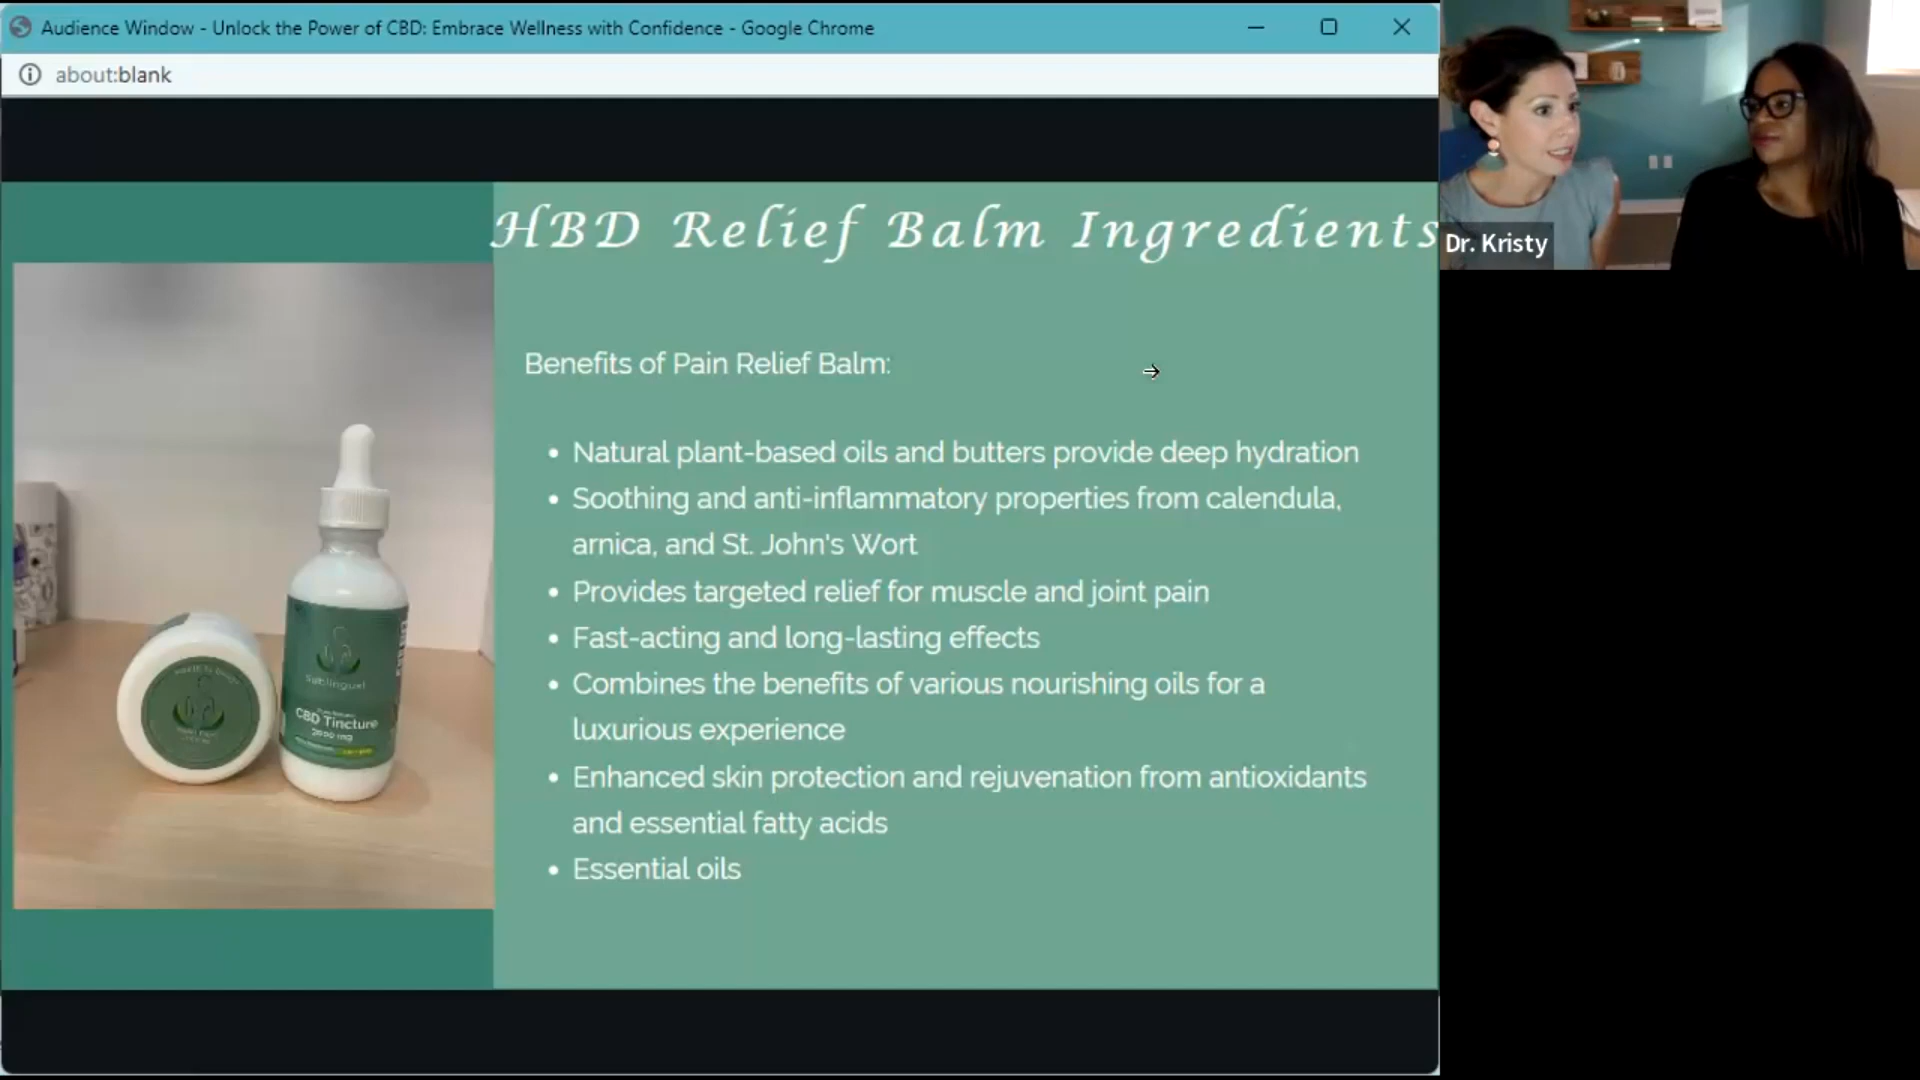 Audience Window - Unlock the Power of CBD: Embrace Wellness with Confidence - Google Chrome
about:blank
HBD Relief Balm Ingredients
Benefits of Pain Relief Balm:
• Natural plant-based oils and butters provide deep hydration
• Soothing and anti-inflammatory properties from calendula,
arnica, and St. John's Wort
• Provides targeted relief for muscle and joint pain
• Fast-acting and long-lasting effects
• Combines the benefits of various nourishing oils for a
luxurious experience
• Enhanced skin protection and rejuvenation from antioxidants
and essential fatty acids
• Essential oils
Sublingual
CBD Tincture
Dr. Kristy